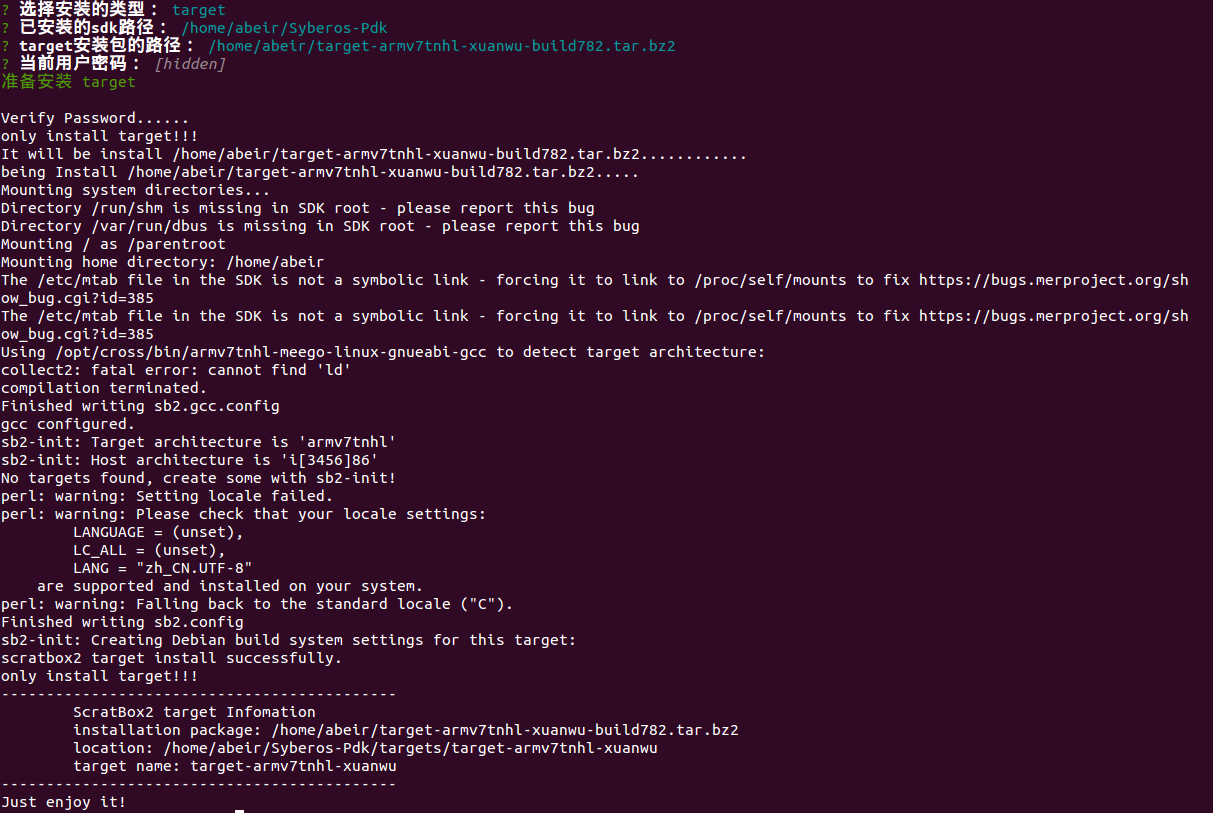 ? 选择安装的类型： target
? 已安装的sdk路径： /home/abeir/Syberos-Pdk
? target安装包的路径： /home/abeir/target-armv7tnhl-xuanwu-build782.tar.bz2
? 当前用户密码： [hidden]
准备安装 target
Verify Password......
only install target!!!
It will be install /home/abeir/target-armv7tnhl-xuanwu-build782.tar.bz2............
being Install /home/abeir/target-armv7tnhl-xuanwu-build782.tar.bz2.....
Mounting system directories...
Directory /run/shm is missing in SDK root - please report this bug
Directory /var/run/dbus is missing in SDK root - please report this bug
Mounting / as /parentroot
Mounting home directory: /home/abeir
The /etc/mtab file in the SDK is not a symbolic link - forcing it to link to /proc/self/mounts to fix https://bugs.merproject.org/sh
ow_bug.cgi?id=385
The /etc/mtab file in the SDK is not a symbolic link - forcing it to link to /proc/self/mounts to fix https://bugs.merproject.org/sh
ow_bug.cgi?id=385
Using /opt/cross/bin/armv7tnhl-meego-linux-gnueabi-gcc to detect target architecture:
collect2: fatal error: cannot find 'ld'
compilation terminated.
Finished writing sb2.gcc.config
gcc configured.
sb2-init: Target architecture is 'armv7tnhl'
sb2-init: Host architecture is 'i[3456]86'
No targets found, create some with sb2-init!
perl: warning: Setting locale failed.
perl: warning: Please check that your locale settings:
        LANGUAGE = (unset),
        LC_ALL = (unset),
        LANG = "zh_CN.UTF-8"
    are supported and installed on your system.
perl: warning: Falling back to the standard locale ("C").
Finished writing sb2.config
sb2-init: Creating Debian build system settings for this target:
scratbox2 target install successfully.
only install target!!!
--------------------------------------------
        ScratBox2 target Infomation
        installation package: /home/abeir/target-armv7tnhl-xuanwu-build782.tar.bz2
        location: /home/abeir/Syberos-Pdk/targets/target-armv7tnhl-xuanwu
        target name: target-armv7tnhl-xuanwu
--------------------------------------------
Just enjoy it!